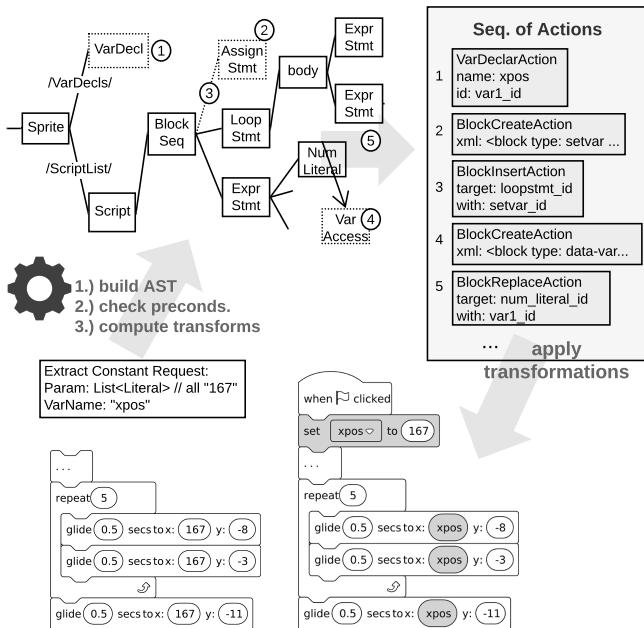 VarDecl
1
2
Assign
Stmt
/VarDecls/
3
Sprite
Block
Seq
Loop
Stmt
body
Expr
Stmt
Expr
Stmt
5
/ScriptList/
Script
Expr
Stmt
Num
Literal
Var
Access
4
1.) build AST
2.) check preconds.
3.) compute transforms
Seq. of Actions
1
VarDeclarAction
name: xpos
id: var1_id
2
BlockCreateAction
xml: <block type: setvar ...
3
BlockInsertAction
target: loopstmt_id
with: setvar_id
4
BlockCreateAction
xml: <block type: data-var...
5
BlockReplaceAction
target: num_literal_id
with: var1_id
...
apply
transformations
Extract Constant Request:
Param: List<Literal> // all "167"
VarName: "xpos"
...
repeat 5
glide 0.5 secs to x: 167 y: -8
glide 0.5 secs to x: 167 y: -3
glide 0.5 secs to x: 167 y: -11
when clicked
set xpos to 167
...
repeat 5
glide 0.5 secs to x: xpos y: -8
glide 0.5 secs to x: xpos y: -3
glide 0.5 secs to x: xpos y: -11